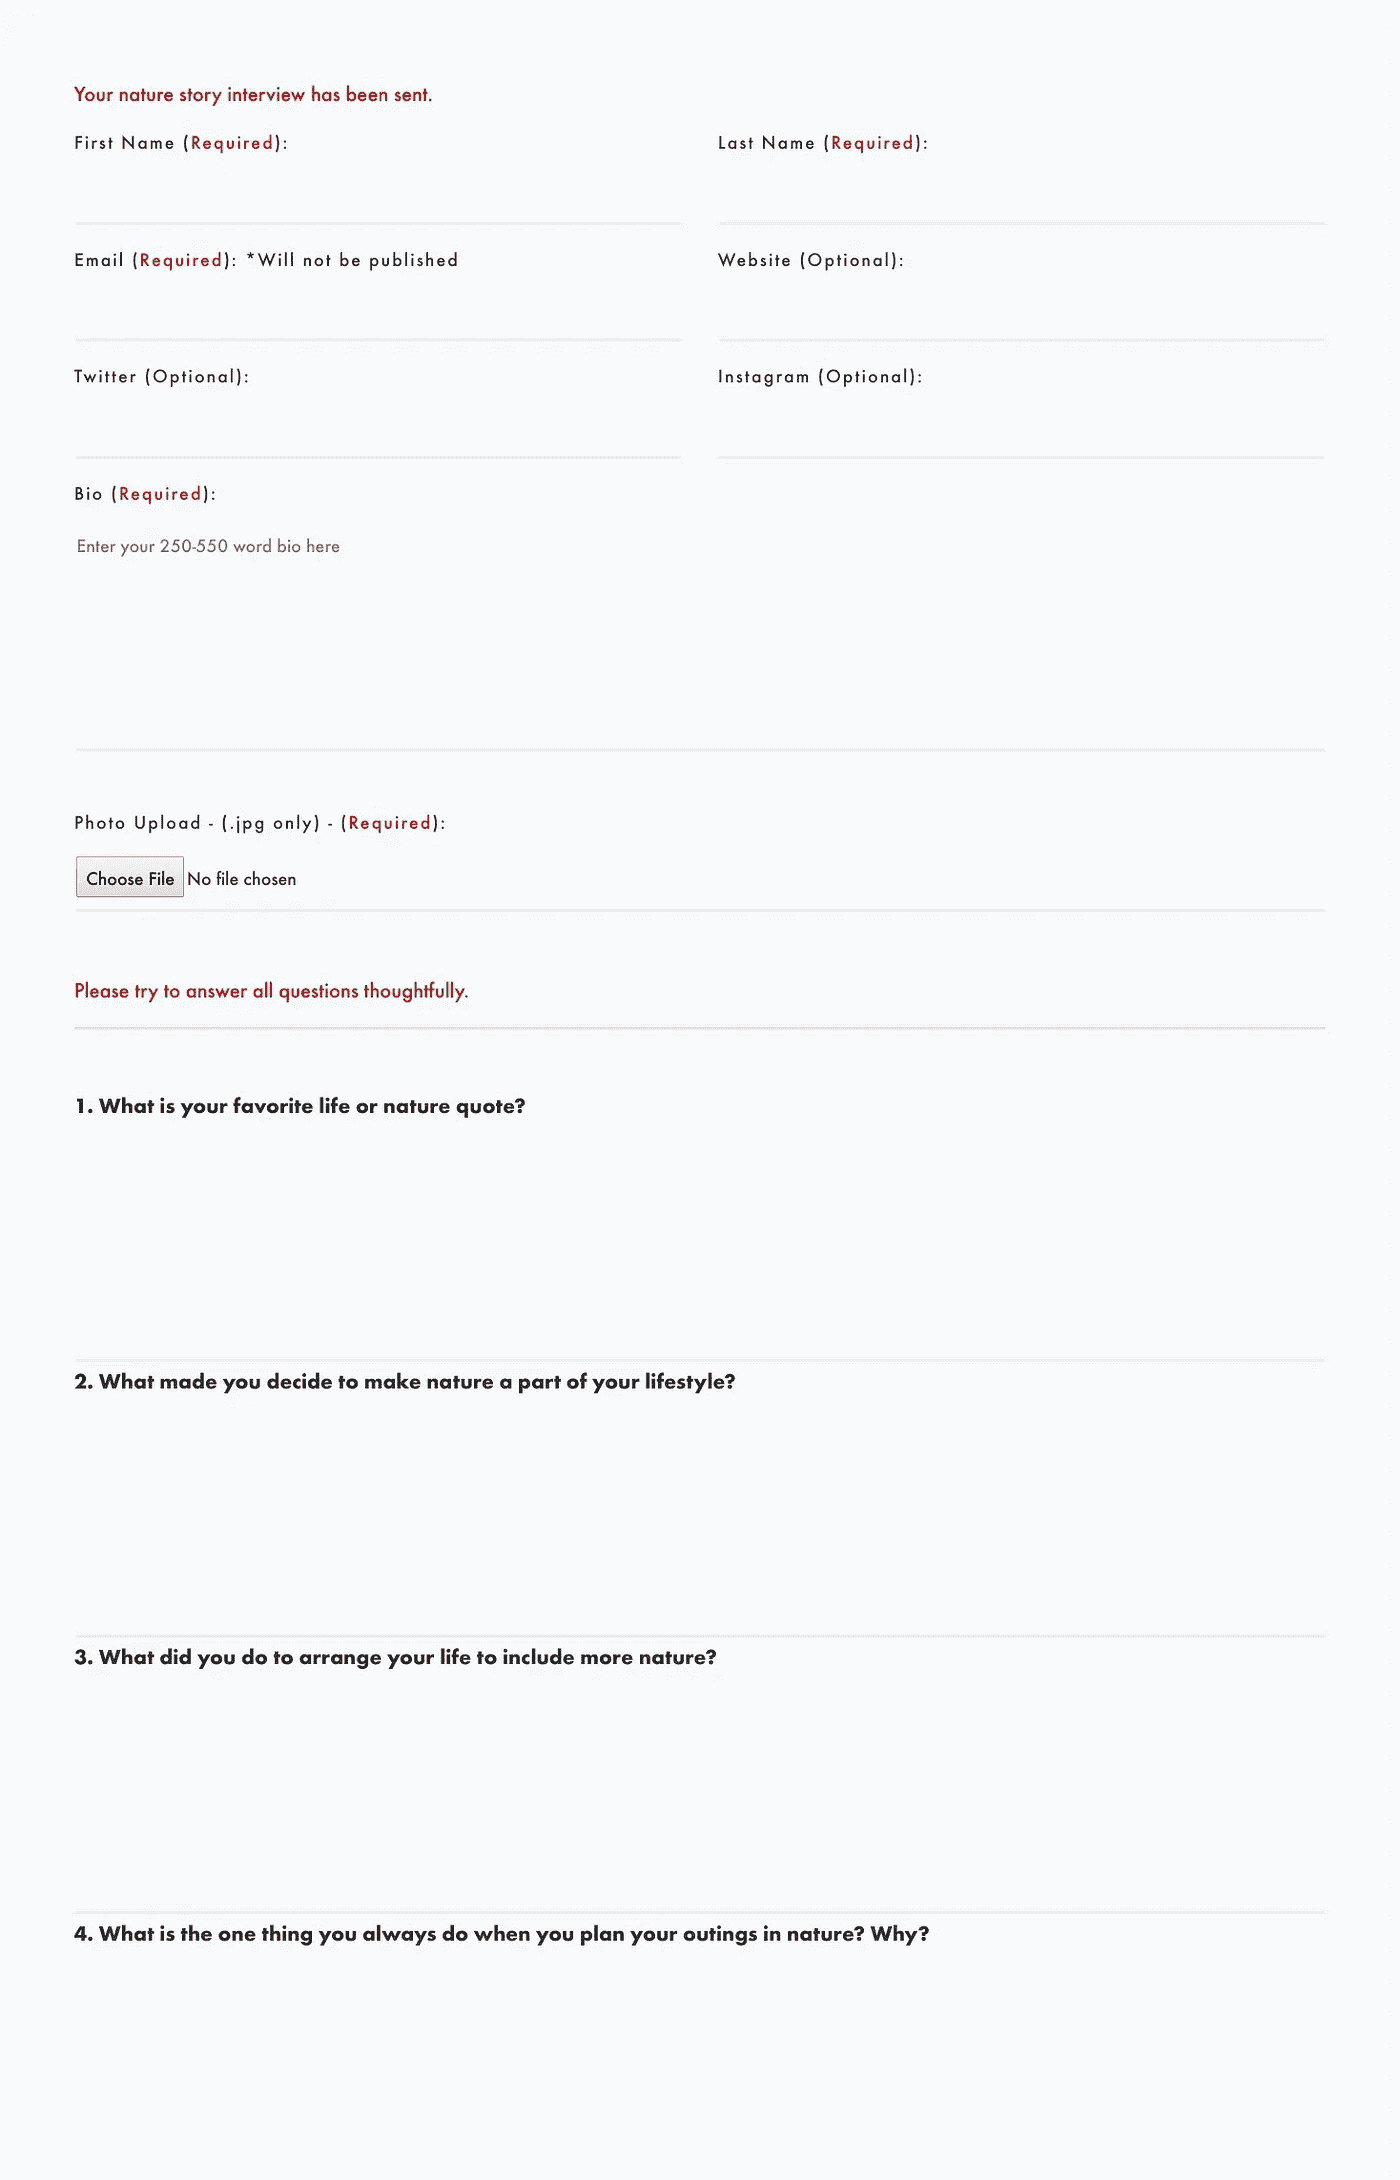 Your nature story interview has been sent.
First Name (Required):
Last Name (Required):
Email (Required): *Will not be published
Website (Optional):
Twitter (Optional):
Instagram (Optional):
Bio (Required):
Enter your 250-550 word bio here
Photo Upload - (.jpg only) - (Required):
Choose File No file chosen
Please try to answer all questions thoughtfully.
1. What is your favorite life or nature quote?
2. What made you decide to make nature a part of your lifestyle?
3. What did you do to arrange your life to include more nature?
4. What is the one thing you always do when you plan your outings in nature? Why?